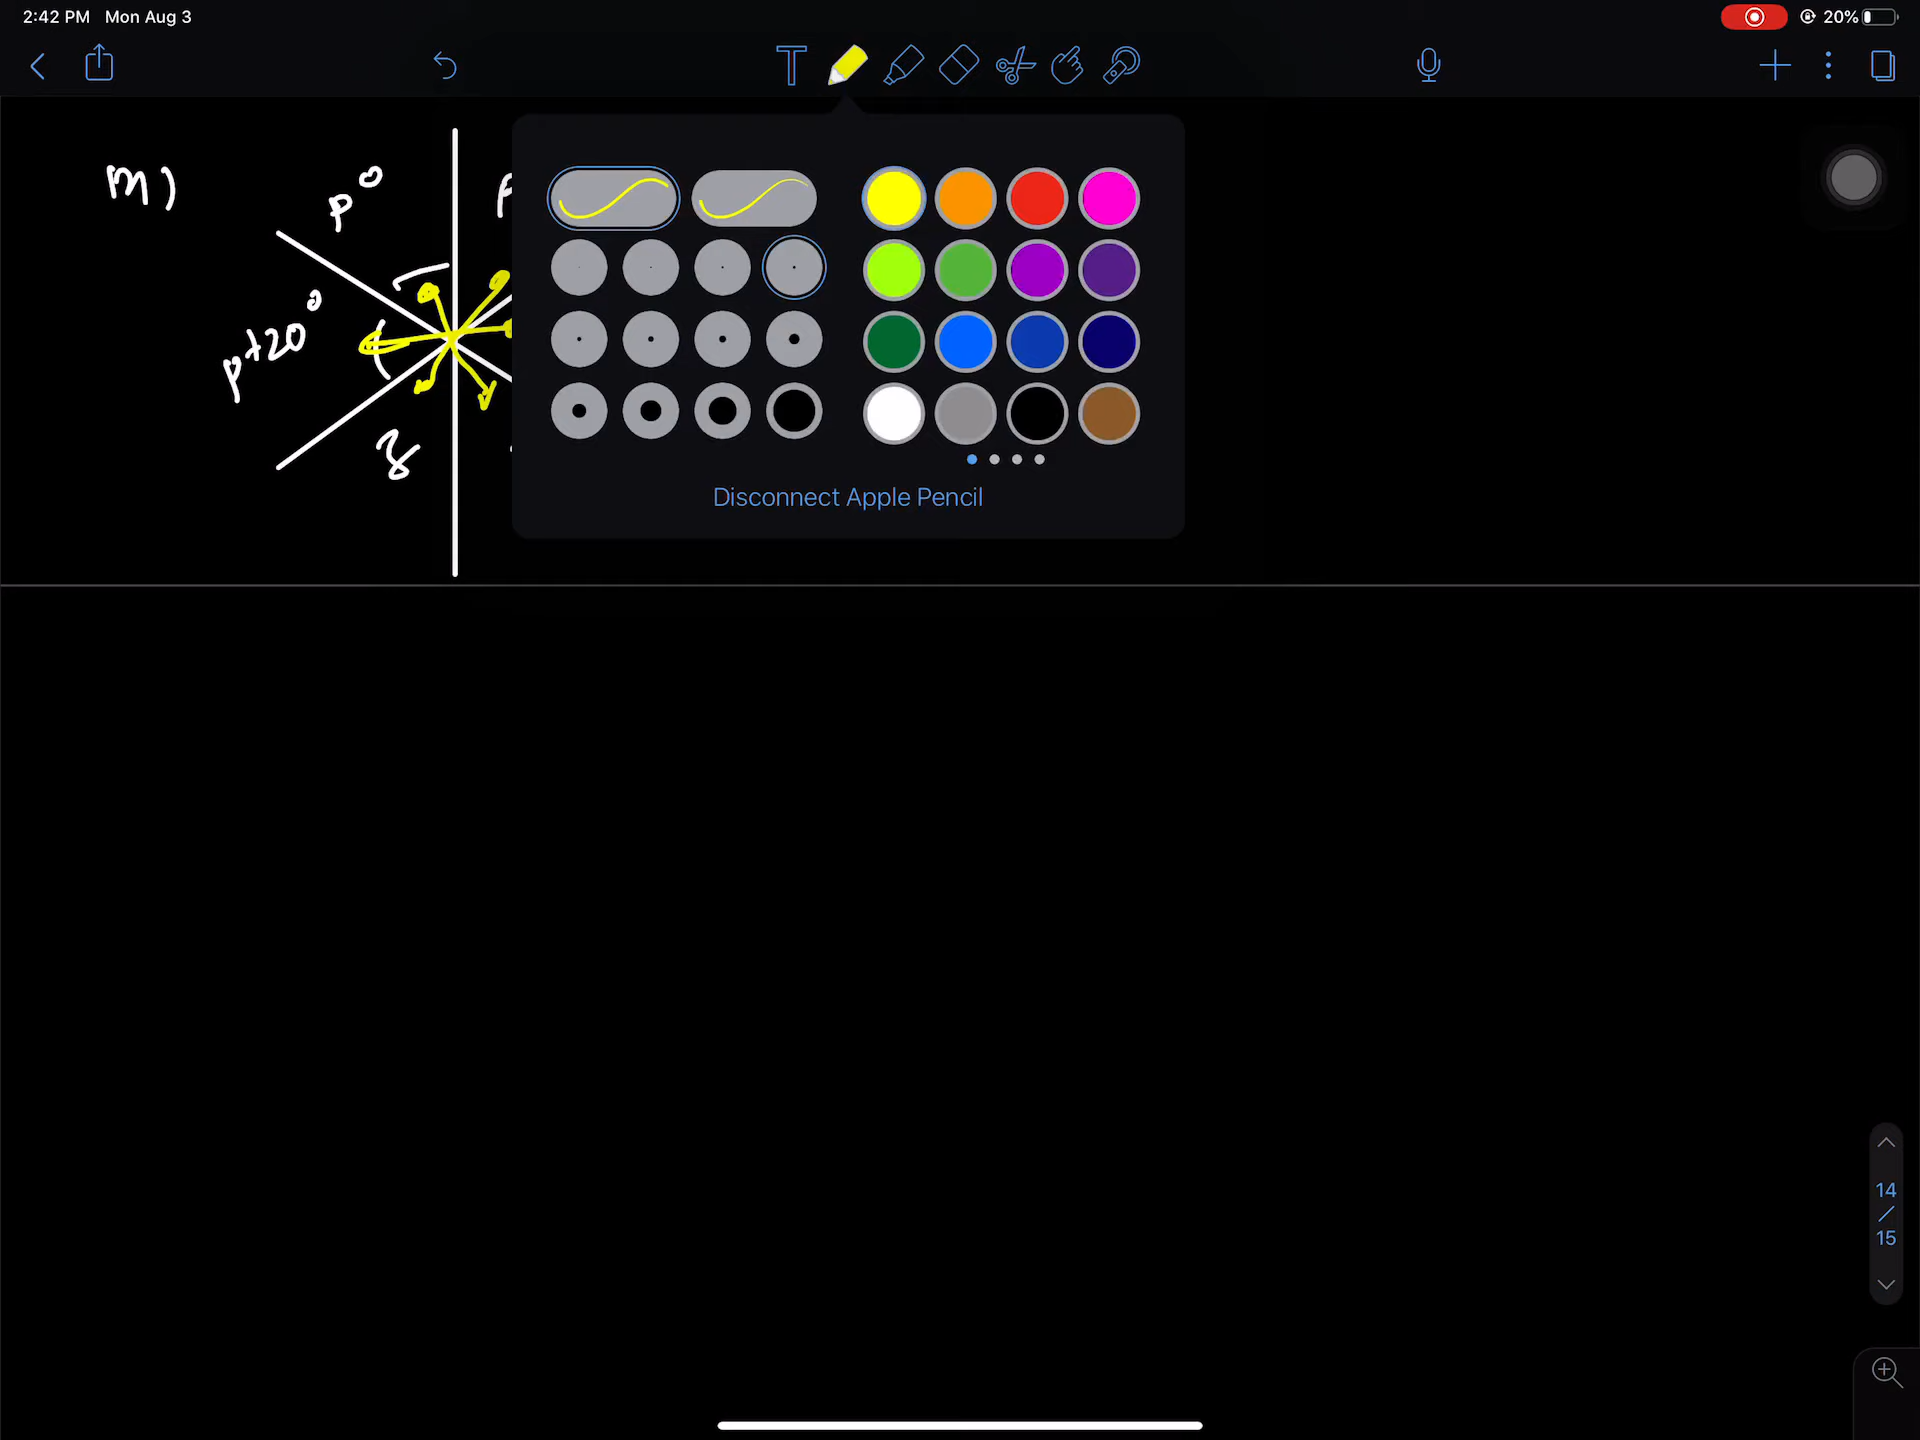 2:42 PM Mon Aug 3
20%
T
m)
p°
p+20°
z
Disconnect Apple Pencil
14
/
15